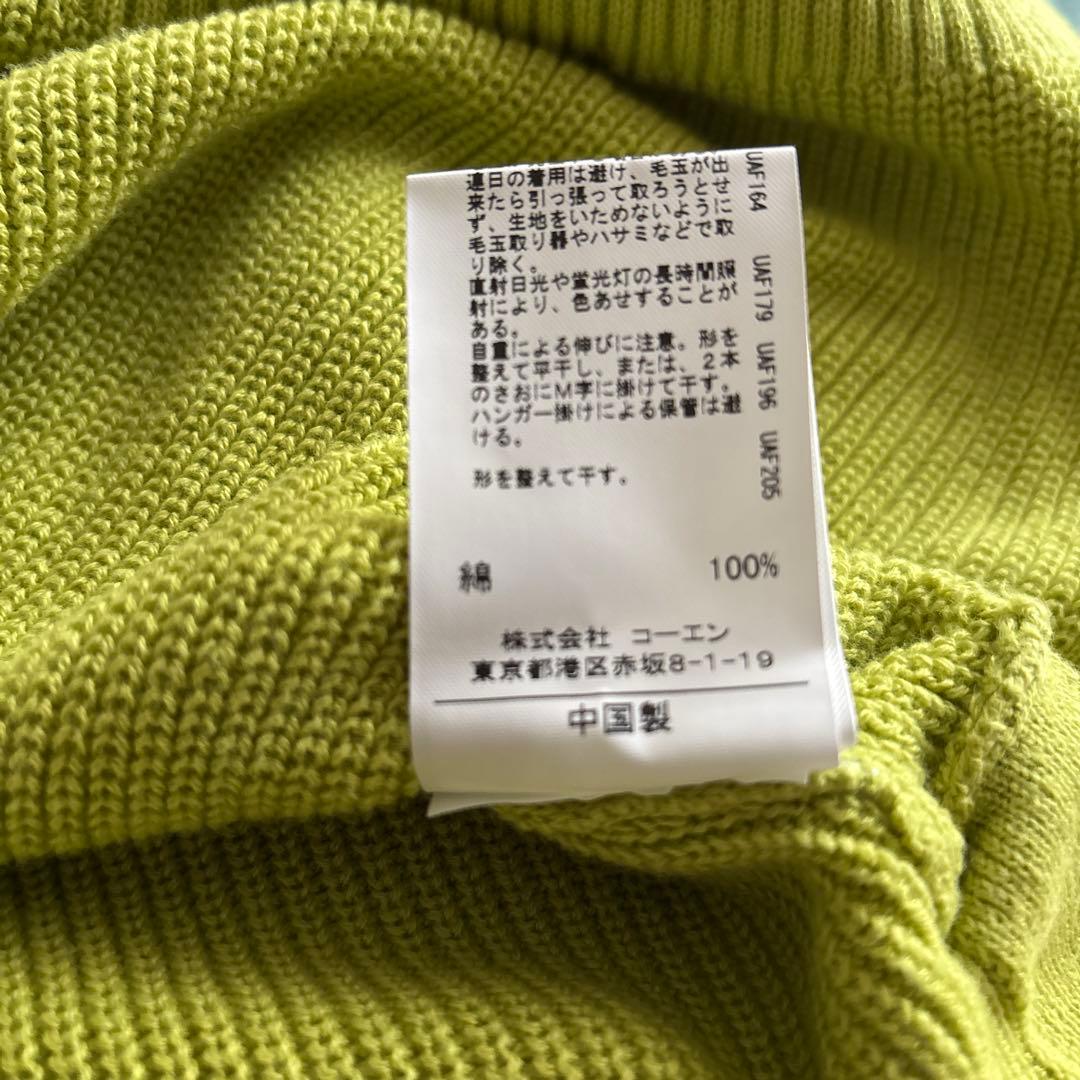 連日の着用は避け、毛玉が出
来たら引っ張って取ろうとせ
ず、生地をいためないように
毛玉取り器やハサミなどで取
り除く。
直射日光や蛍光灯の長時間照
射により、色あせすることが
ある。
自重による伸びに注意。形を
整えて平干し、または、2本
のさおにM字に掛けて干す。
ハンガー掛けによる保管は避
ける。
形を整えて干す。
綿 100%
株式会社 コーエン
東京都港区赤坂8-1-19
中国製
UAF164 UAF179 UAF196 UAF205